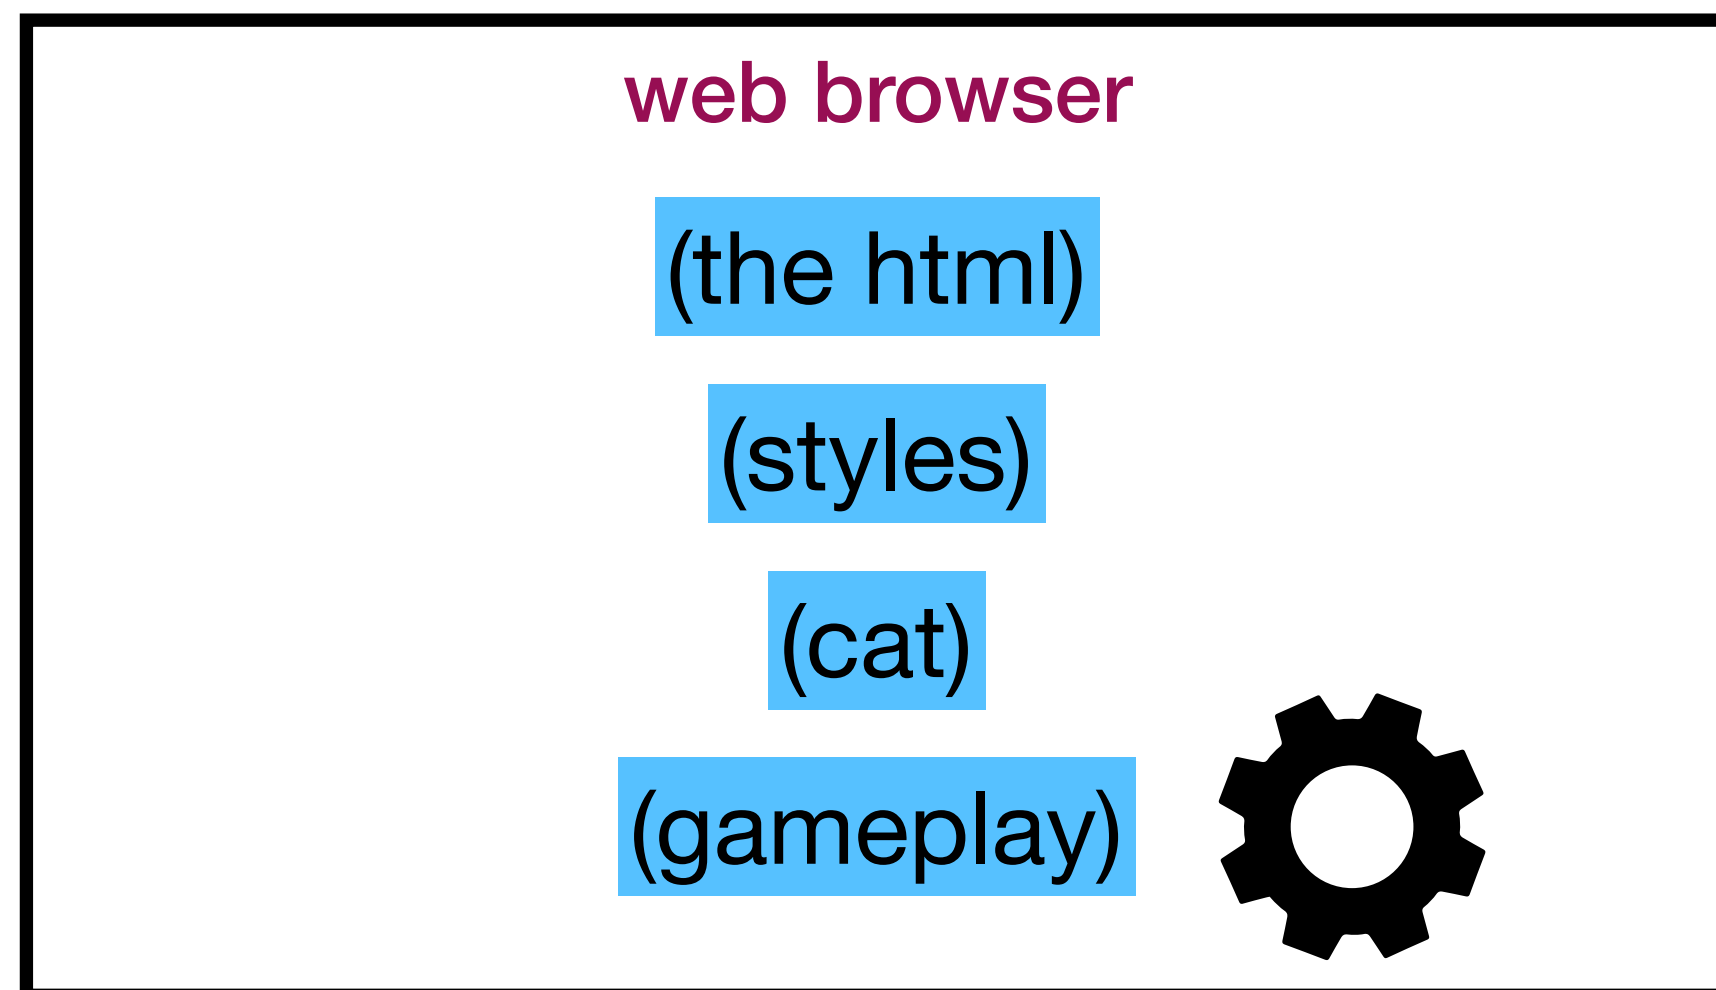 web browser
(the html)
(styles)
(cat)
(gameplay)